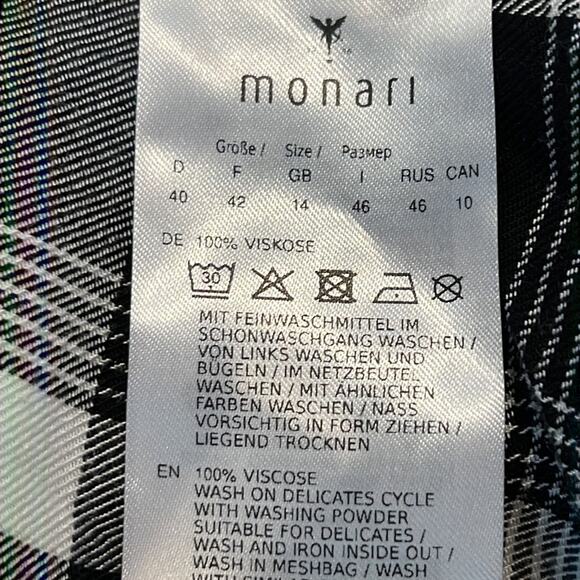 monari
Größe / Size / Размер
D F GB I RUS CAN
40 42 14 46 46 10
DE 100% VISKOSE
30
MIT FEINWASCHMITTEL IM
SCHONWASCHGANG WASCHEN /
VON LINKS WASCHEN UND
BÜGELN / IM NETZBEUTEL
WASCHEN / MIT ÄHNLICHEN
FARBEN WASCHEN / NASS
VORSICHTIG IN FORM ZIEHEN /
LIEGEND TROCKNEN
EN 100% VISCOSE
WASH ON DELICATES CYCLE
WITH WASHING POWDER
SUITABLE FOR DELICATES /
WASH AND IRON INSIDE OUT /
WASH IN MESHBAG / WASH
WITH